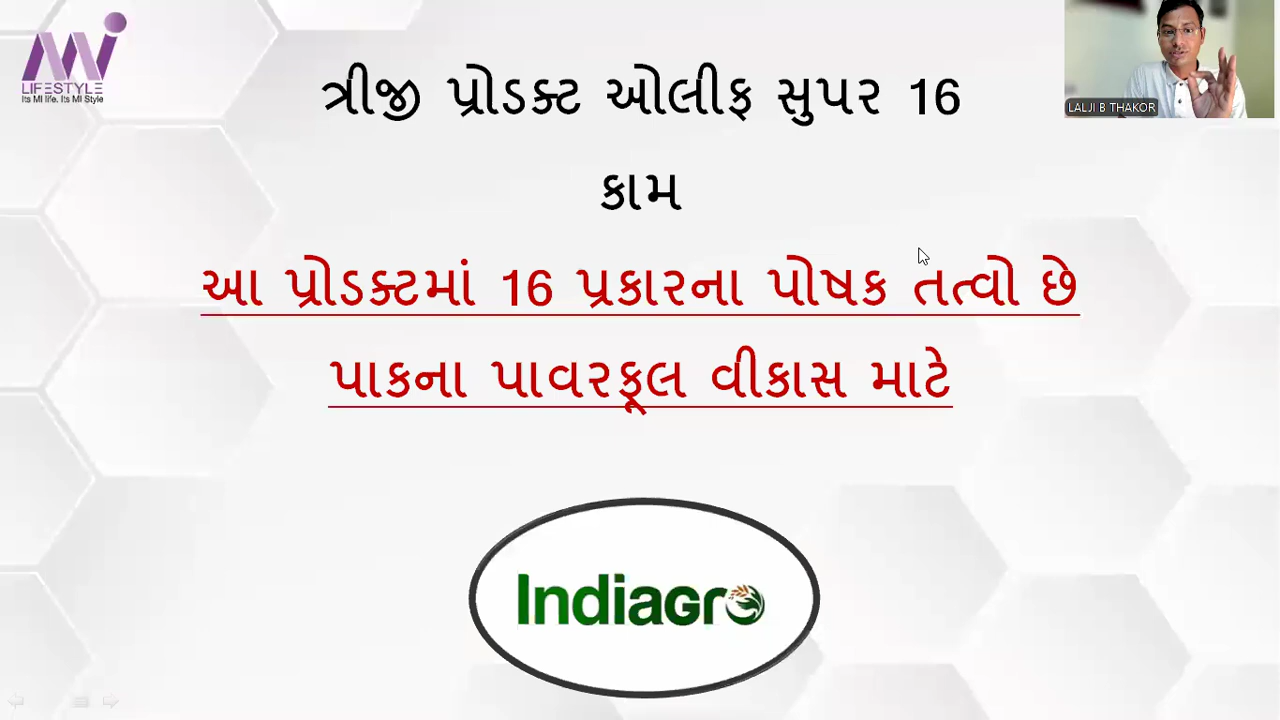 Mi
LIFESTYLE
Its MI life. Its MI Style
LALJI B THAKOR
ત્રીજી પ્રોડક્ટ ઓલીફ સુપર 16
કામ
આ પ્રોડક્ટમાં 16 પ્રકારના પોષક તત્વો છે
પાકના પાવરફૂલ વીકાસ માટે
Indiagro